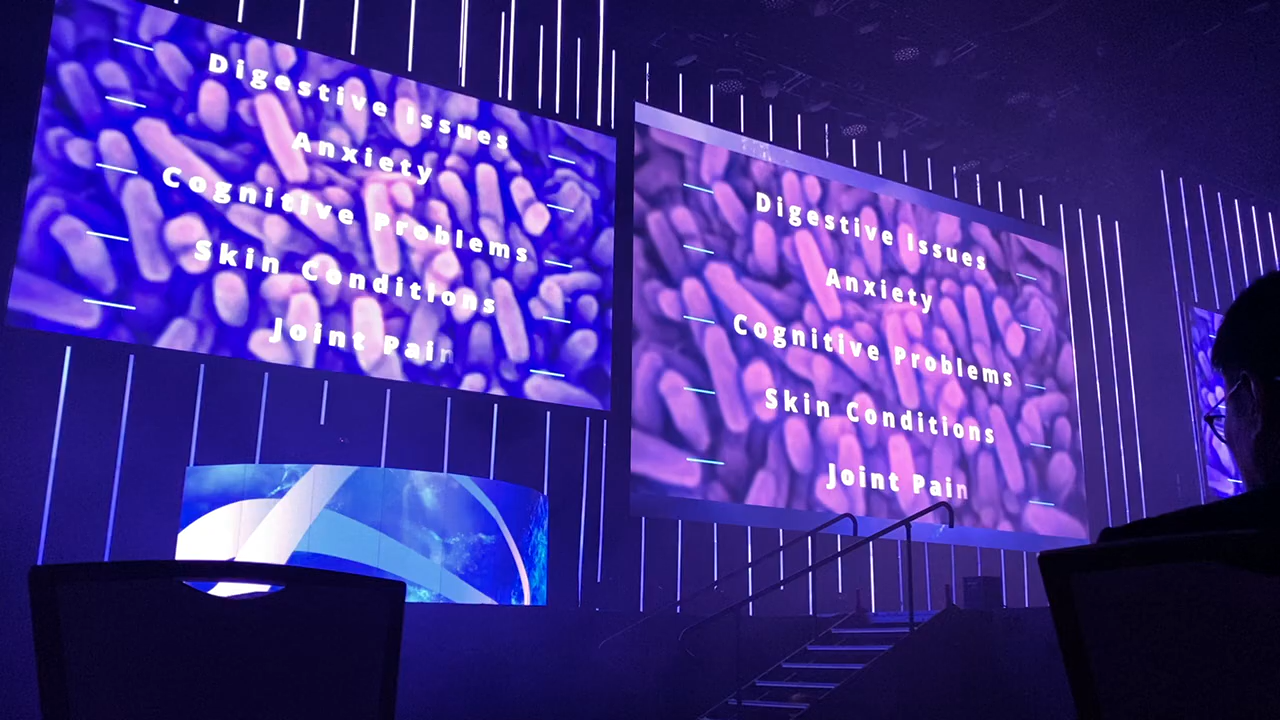 Digestive Issues
Anxiety
Cognitive Problems
Skin Conditions
Joint Pain
Digestive Issues
Anxiety
Cognitive Problems
Skin Conditions
Joint Pain